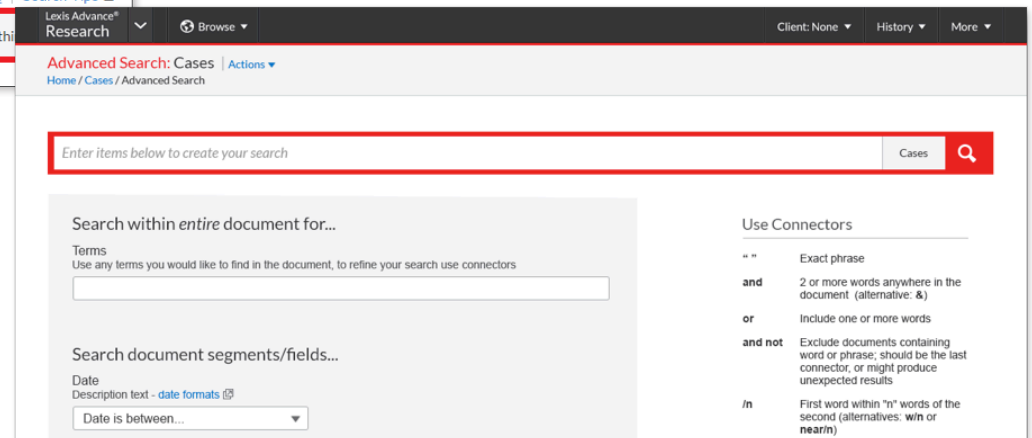 Search Tips
Lexis Advance®
Research
Browse
Client: None
History
More
Advanced Search: Cases | Actions
Home / Cases / Advanced Search
Enter items below to create your search
Cases
Search within entire document for...
Terms
Use any terms you would like to find in the document, to refine your search use connectors
Search document segments/fields...
Date
Description text - date formats
Date is between...
Use Connectors
“ ” Exact phrase
and 2 or more words anywhere in the
document (alternative: &)
or Include one or more words
and not Exclude documents containing
word or phrase; should be the last
connector, or might produce
unexpected results
/n First word within "n" words of the
second (alternatives: w/n or
near/n)